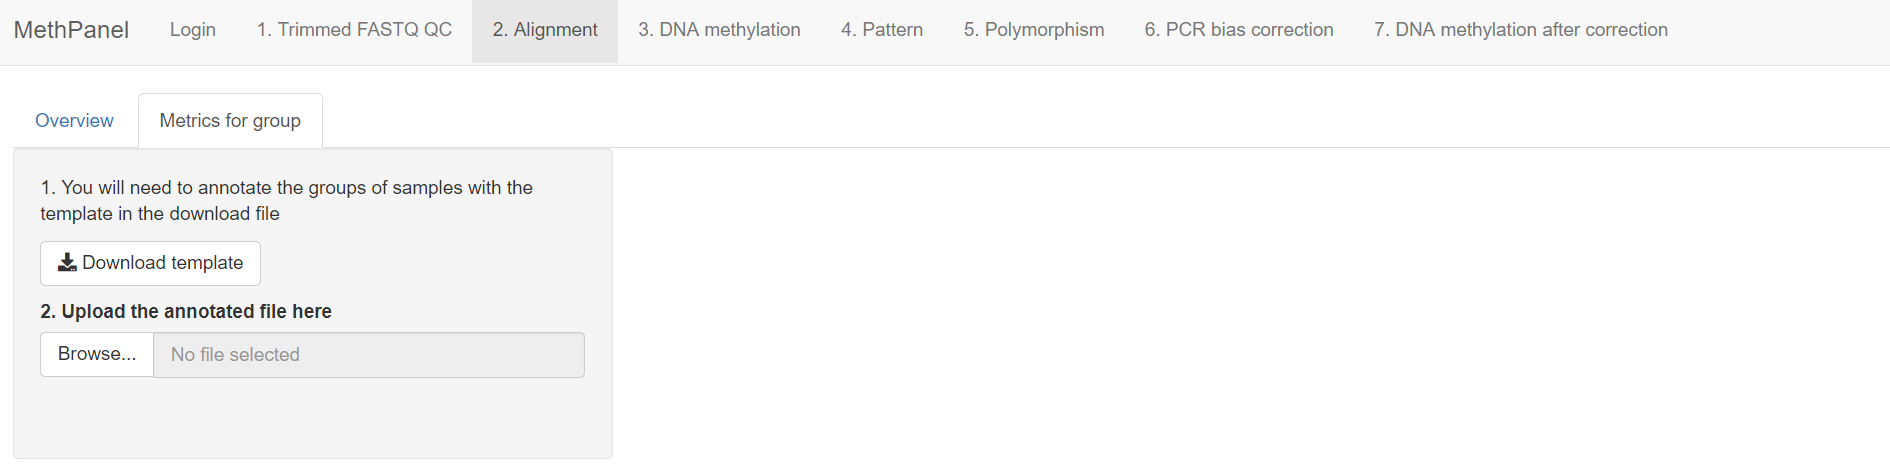 MethPanel Login 1. Trimmed FASTQ QC 2. Alignment 3. DNA methylation 4. Pattern 5. Polymorphism 6. PCR bias correction 7. DNA methylation after correction
Overview Metrics for group
1. You will need to annotate the groups of samples with the
template in the download file
Download template
2. Upload the annotated file here
Browse... No file selected